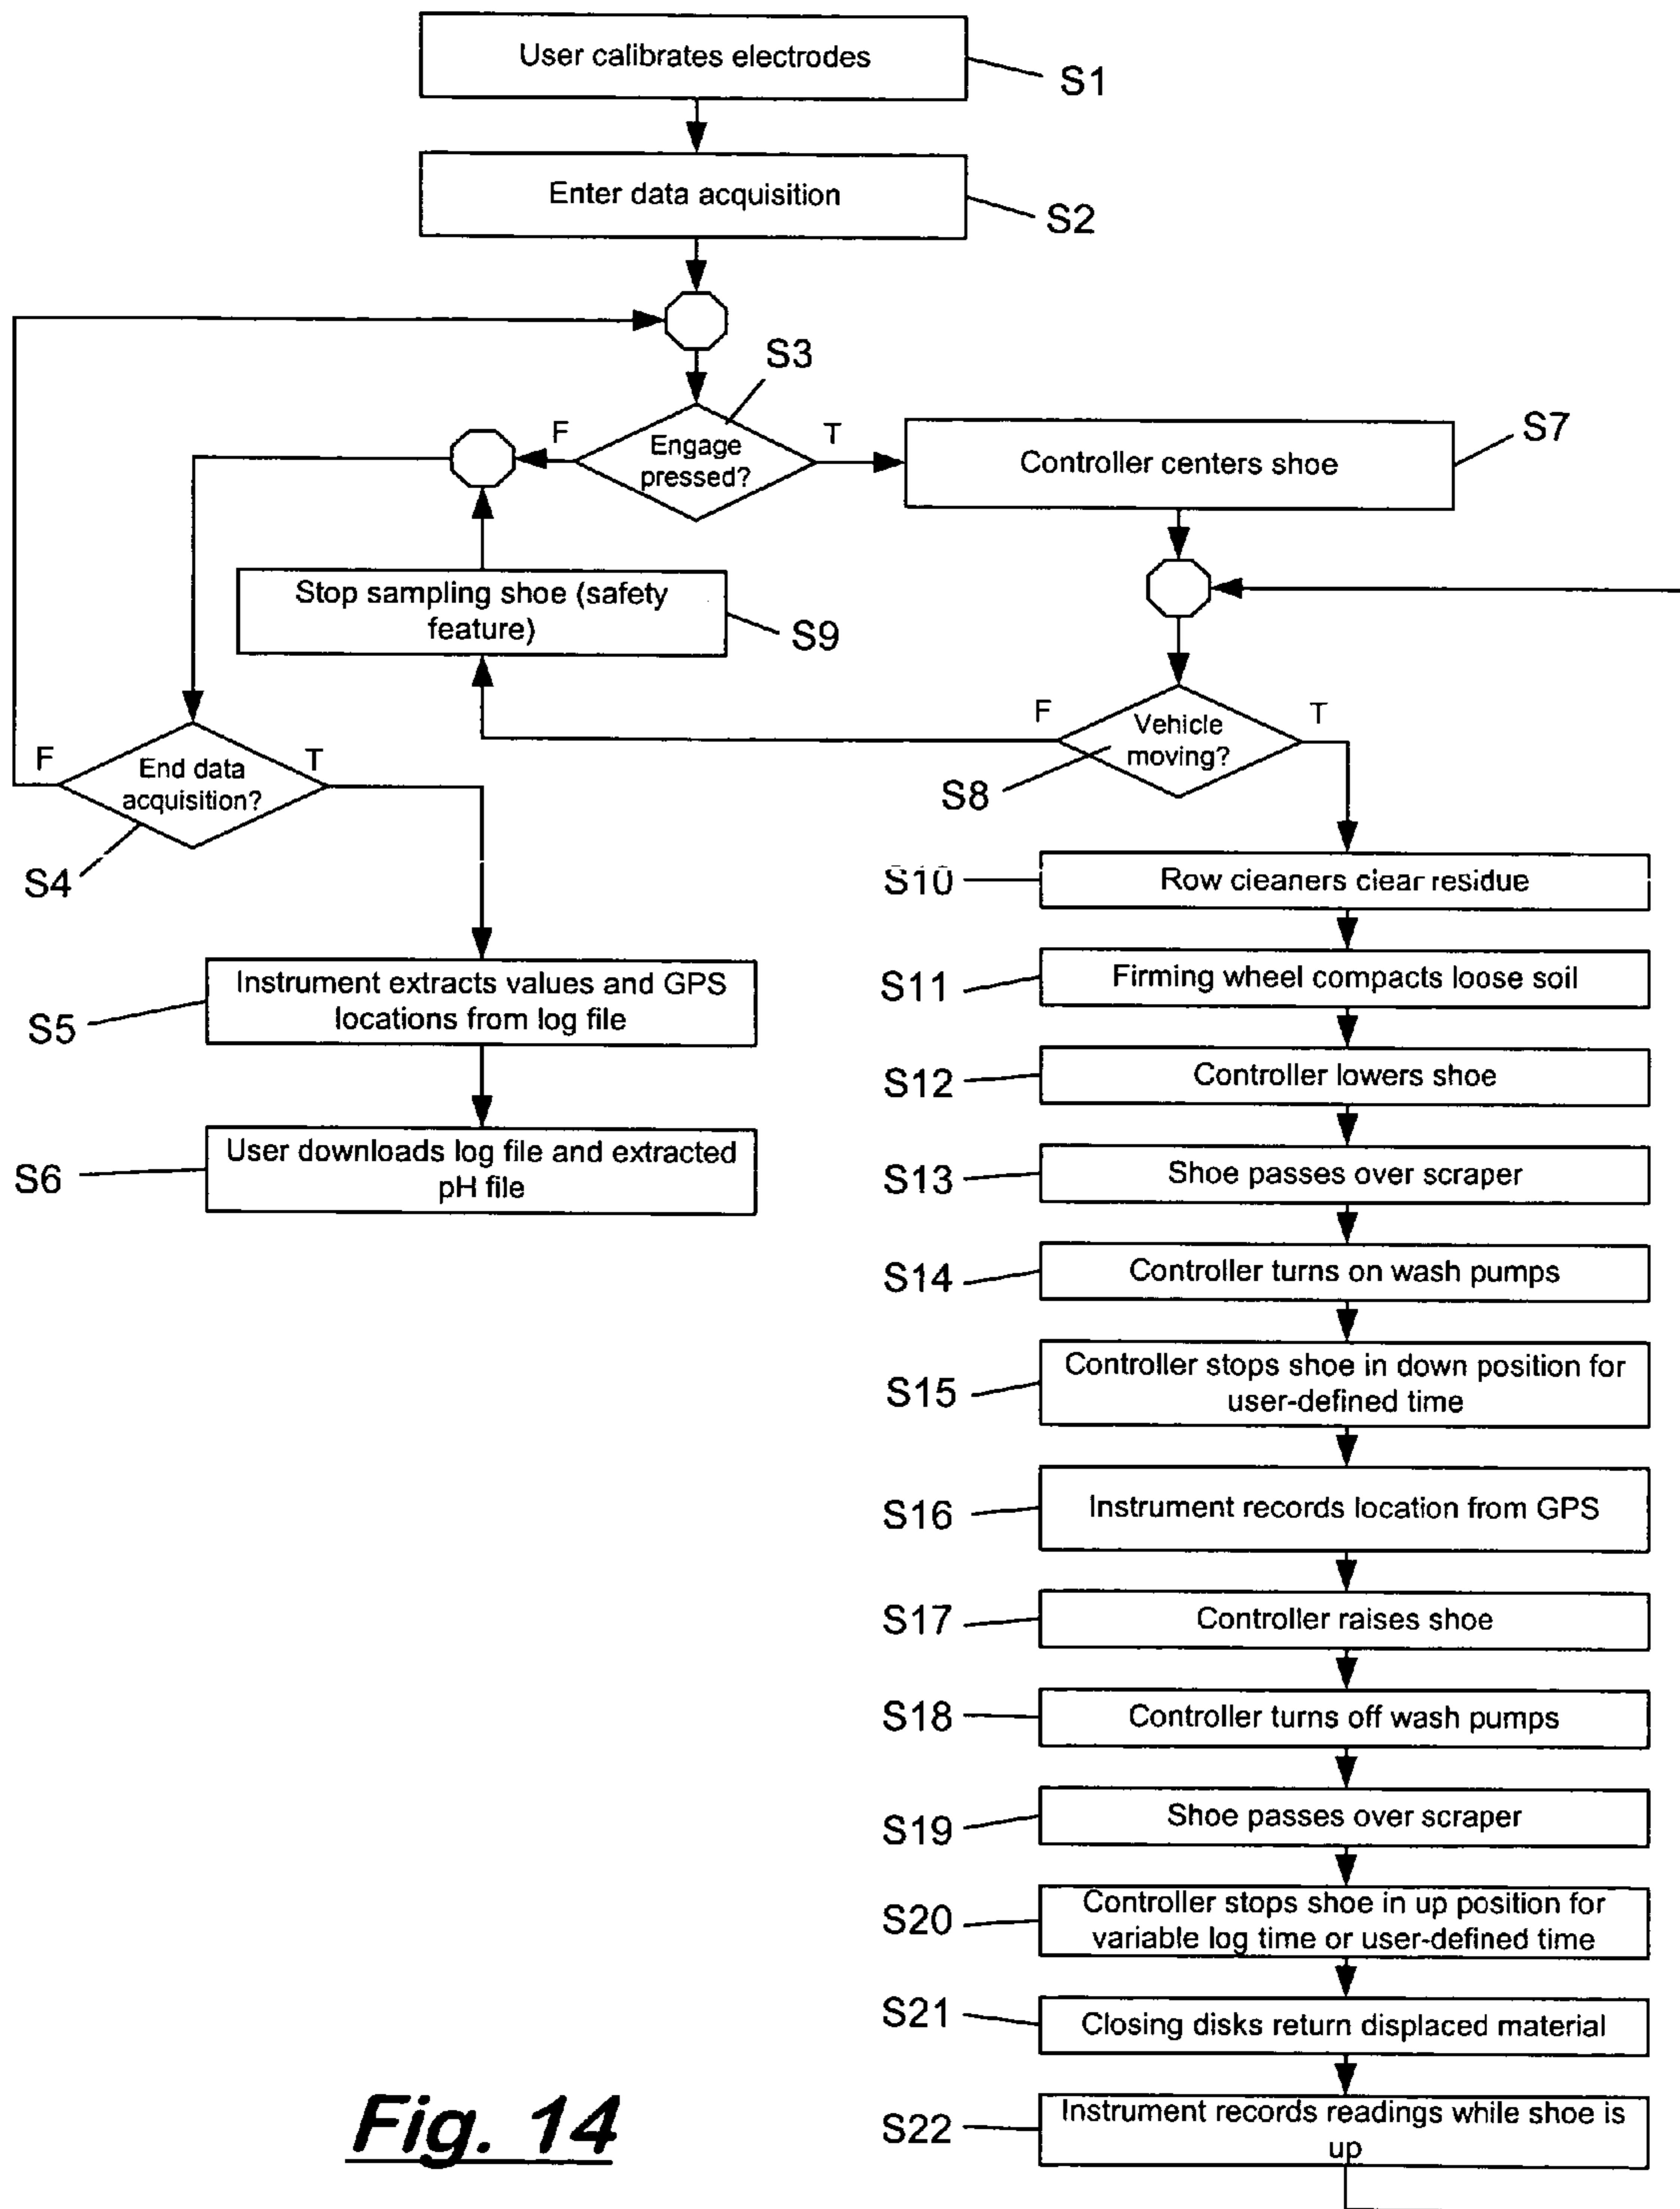 User calibrates electrodes
S1
Enter data acquisition
S2
S3
Engage
pressed?
F
T
Controller centers shoe
S7
Stop sampling shoe (safety
feature)
S9
Vehicle
moving?
F
T
S8
End data
acquisition?
F
T
S4
Instrument extracts values and GPS
locations from log file
S5
User downloads log file and extracted
pH file
S6
S10
Row cleaners clear residue
S11
Firming wheel compacts loose soil
S12
Controller lowers shoe
S13
Shoe passes over scraper
S14
Controller turns on wash pumps
S15
Controller stops shoe in down position for
user-defined time
S16
Instrument records location from GPS
S17
Controller raises shoe
S18
Controller turns off wash pumps
S19
Shoe passes over scraper
S20
Controller stops shoe in up position for
variable log time or user-defined time
S21
Closing disks return displaced material
S22
Instrument records readings while shoe is
up
Fig. 14